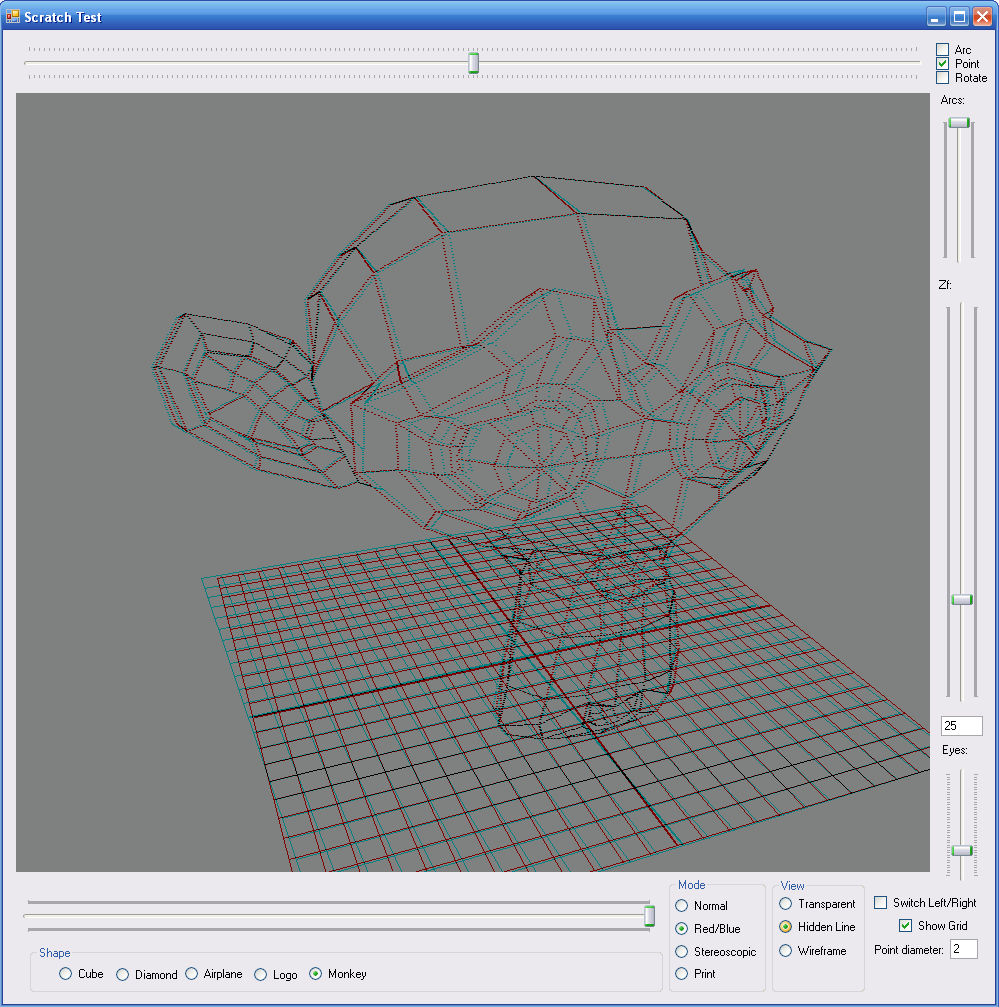 Scratch Test
Arc
Point
Rotate
Arcs:
Zf:
25
Eyes:
Mode
Normal
Red/Blue
Stereoscopic
Print
View
Transparent
Hidden Line
Wireframe
Switch Left/Right
Show Grid
Point diameter: 2
Shape
Cube Diamond Airplane Logo Monkey